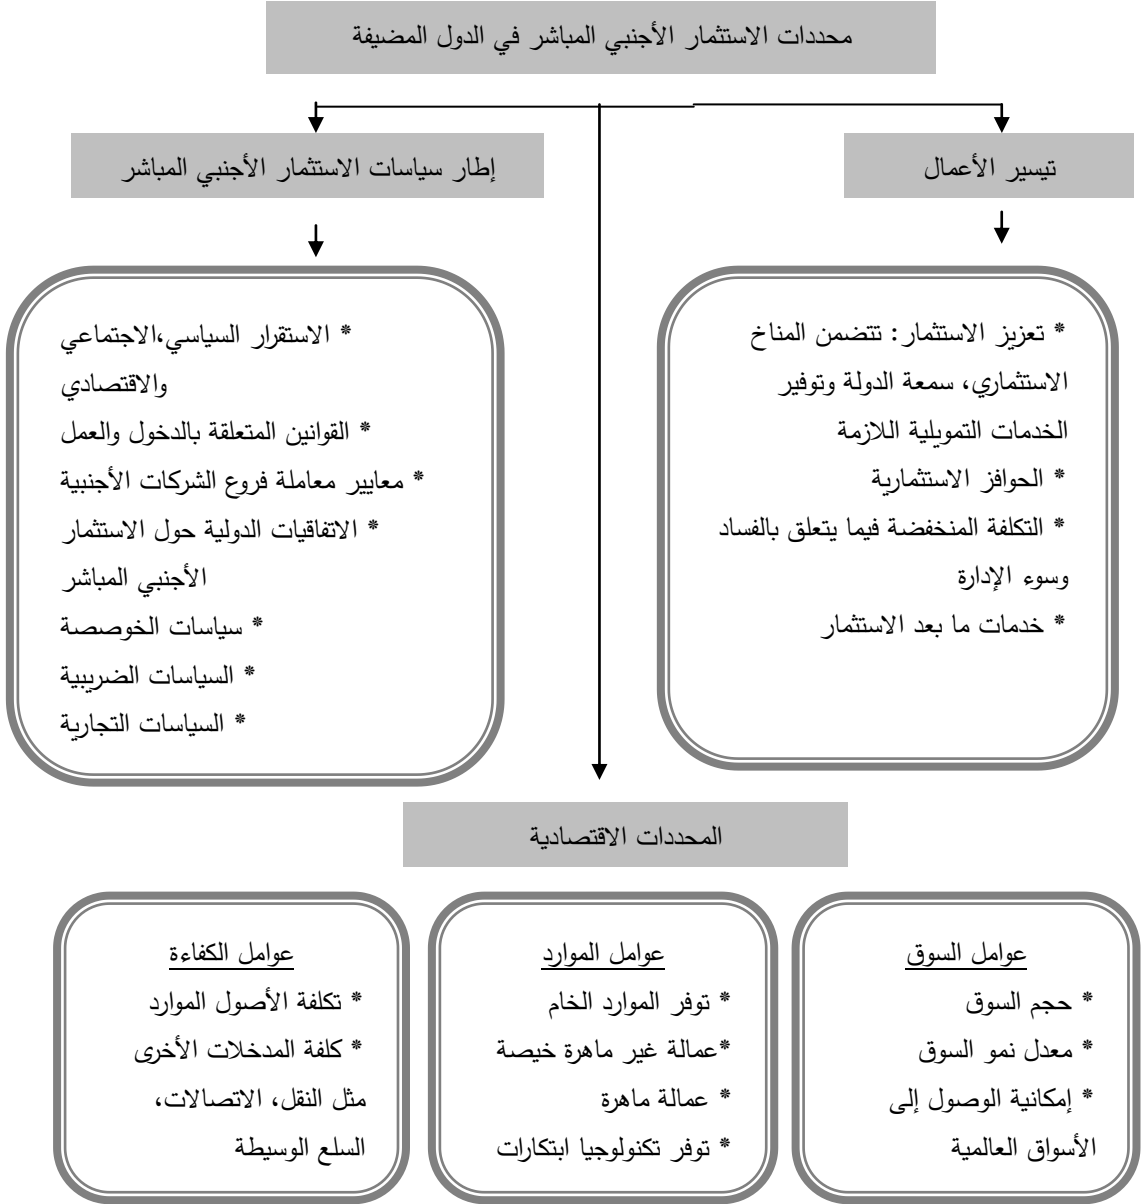 محددات الاستثمار الأجنبي المباشر في الدول المضيفة
تيسير الأعمال
إطار سياسات الاستثمار الأجنبي المباشر
* تعزيز الاستثمار: تتضمن المناخ
الاستثماري، سمعة الدولة وتوفير
الخدمات التمويلية اللازمة
* الحوافز الاستثمارية
* التكلفة المنخفضة فيما يتعلق بالفساد
وسوء الإدارة
* خدمات ما بعد الاستثمار
* الاستقرار السياسي،الاجتماعي
والاقتصادي
* القوانين المتعلقة بالدخول والعمل
* معايير معاملة فروع الشركات الأجنبية
* الاتفاقيات الدولية حول الاستثمار
الأجنبي المباشر
* سياسات الخوصصة
* السياسات الضريبية
* السياسات التجارية
المحددات الاقتصادية
عوامل السوق
* حجم السوق
* معدل نمو السوق
* إمكانية الوصول إلى
الأسواق العالمية
عوامل الموارد
* توفر الموارد الخام
*عمالة غير ماهرة خيصة
* عمالة ماهرة
* توفر تكنولوجيا ابتكارات
عوامل الكفاءة
* تكلفة الأصول الموارد
* كلفة المدخلات الأخرى
مثل النقل، الاتصالات،
السلع الوسيطة